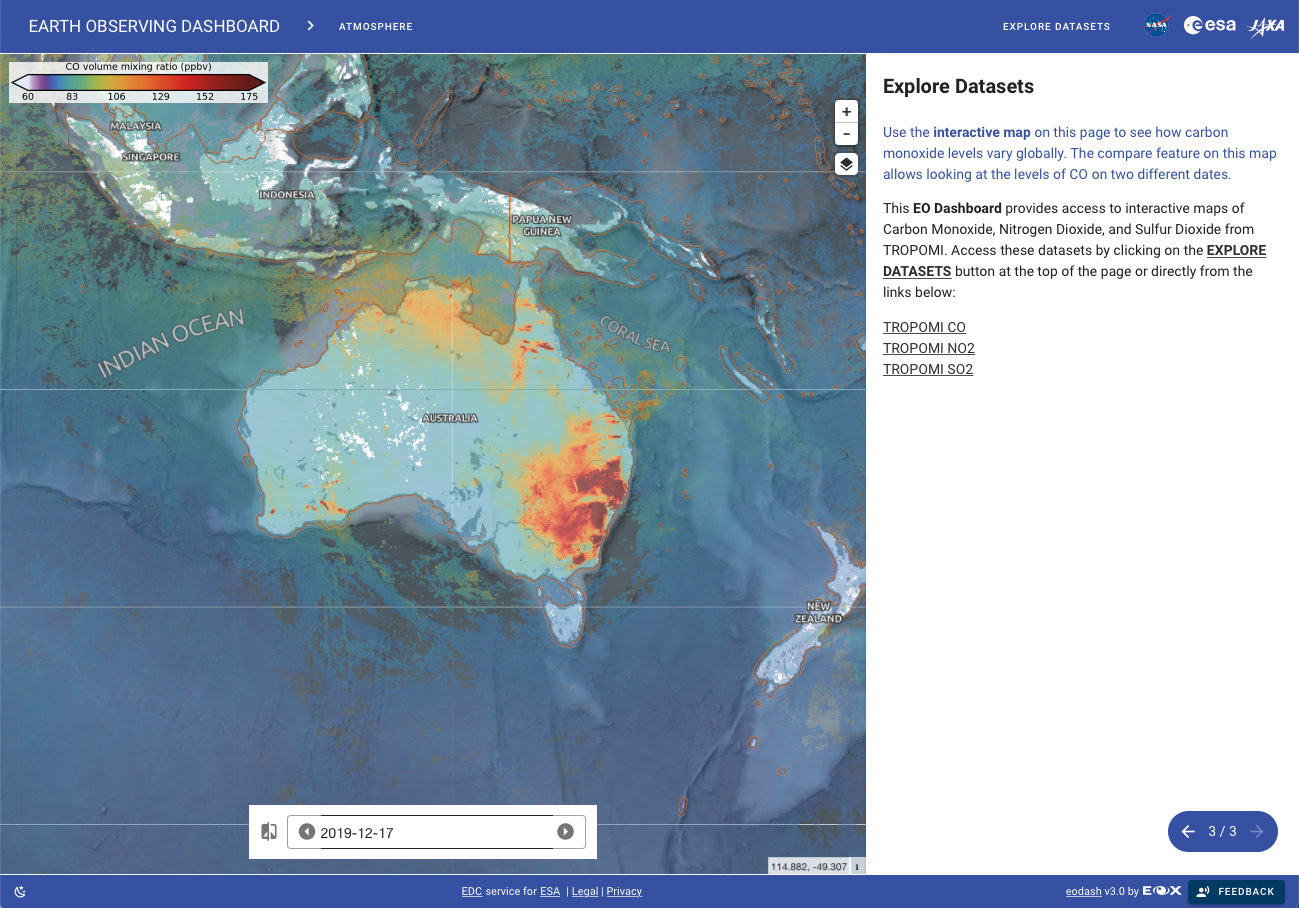 EARTH OBSERVING DASHBOARD
ATMOSPHERE
EXPLORE DATASETS
NASA
esa
JAXA
CO volume mixing ratio (ppbv)
60 83 106 129 152 175
MALAYSIA
SINGAPORE
INDONESIA
PAPUA NEW
GUINEA
INDIAN OCEAN
CORAL SEA
AUSTRALIA
NEW
ZEALAND
+
-
2019-12-17
114.882, -49.307 i
Explore Datasets
Use the interactive map on this page to see how carbon
monoxide levels vary globally. The compare feature on this map
allows looking at the levels of CO on two different dates.
This EO Dashboard provides access to interactive maps of
Carbon Monoxide, Nitrogen Dioxide, and Sulfur Dioxide from
TROPOMI. Access these datasets by clicking on the EXPLORE
DATASETS button at the top of the page or directly from the
links below:
TROPOMI CO
TROPOMI NO2
TROPOMI SO2
3 / 3
EDC service for ESA | Legal | Privacy
eodash v3.0 by EOX
FEEDBACK